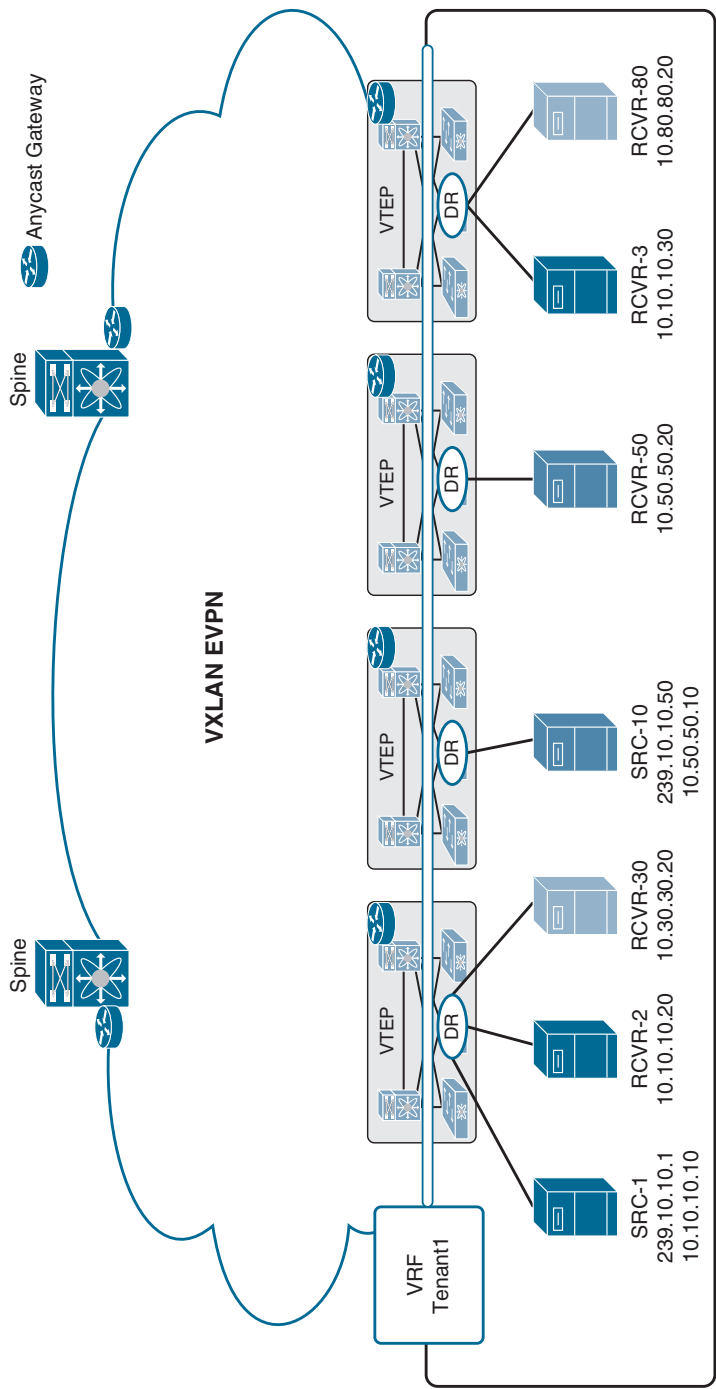 Spine
Spine
Anycast Gateway
VXLAN EVPN
VRF
Tenant1
VTEP
VTEP
VTEP
VTEP
DR
DR
DR
DR
SRC-1
239.10.10.1
10.10.10.10
RCVR-2
10.10.10.20
RCVR-30
10.30.30.20
SRC-10
239.10.10.50
10.50.50.10
RCVR-50
10.50.50.20
RCVR-3
10.10.10.30
RCVR-80
10.80.80.20